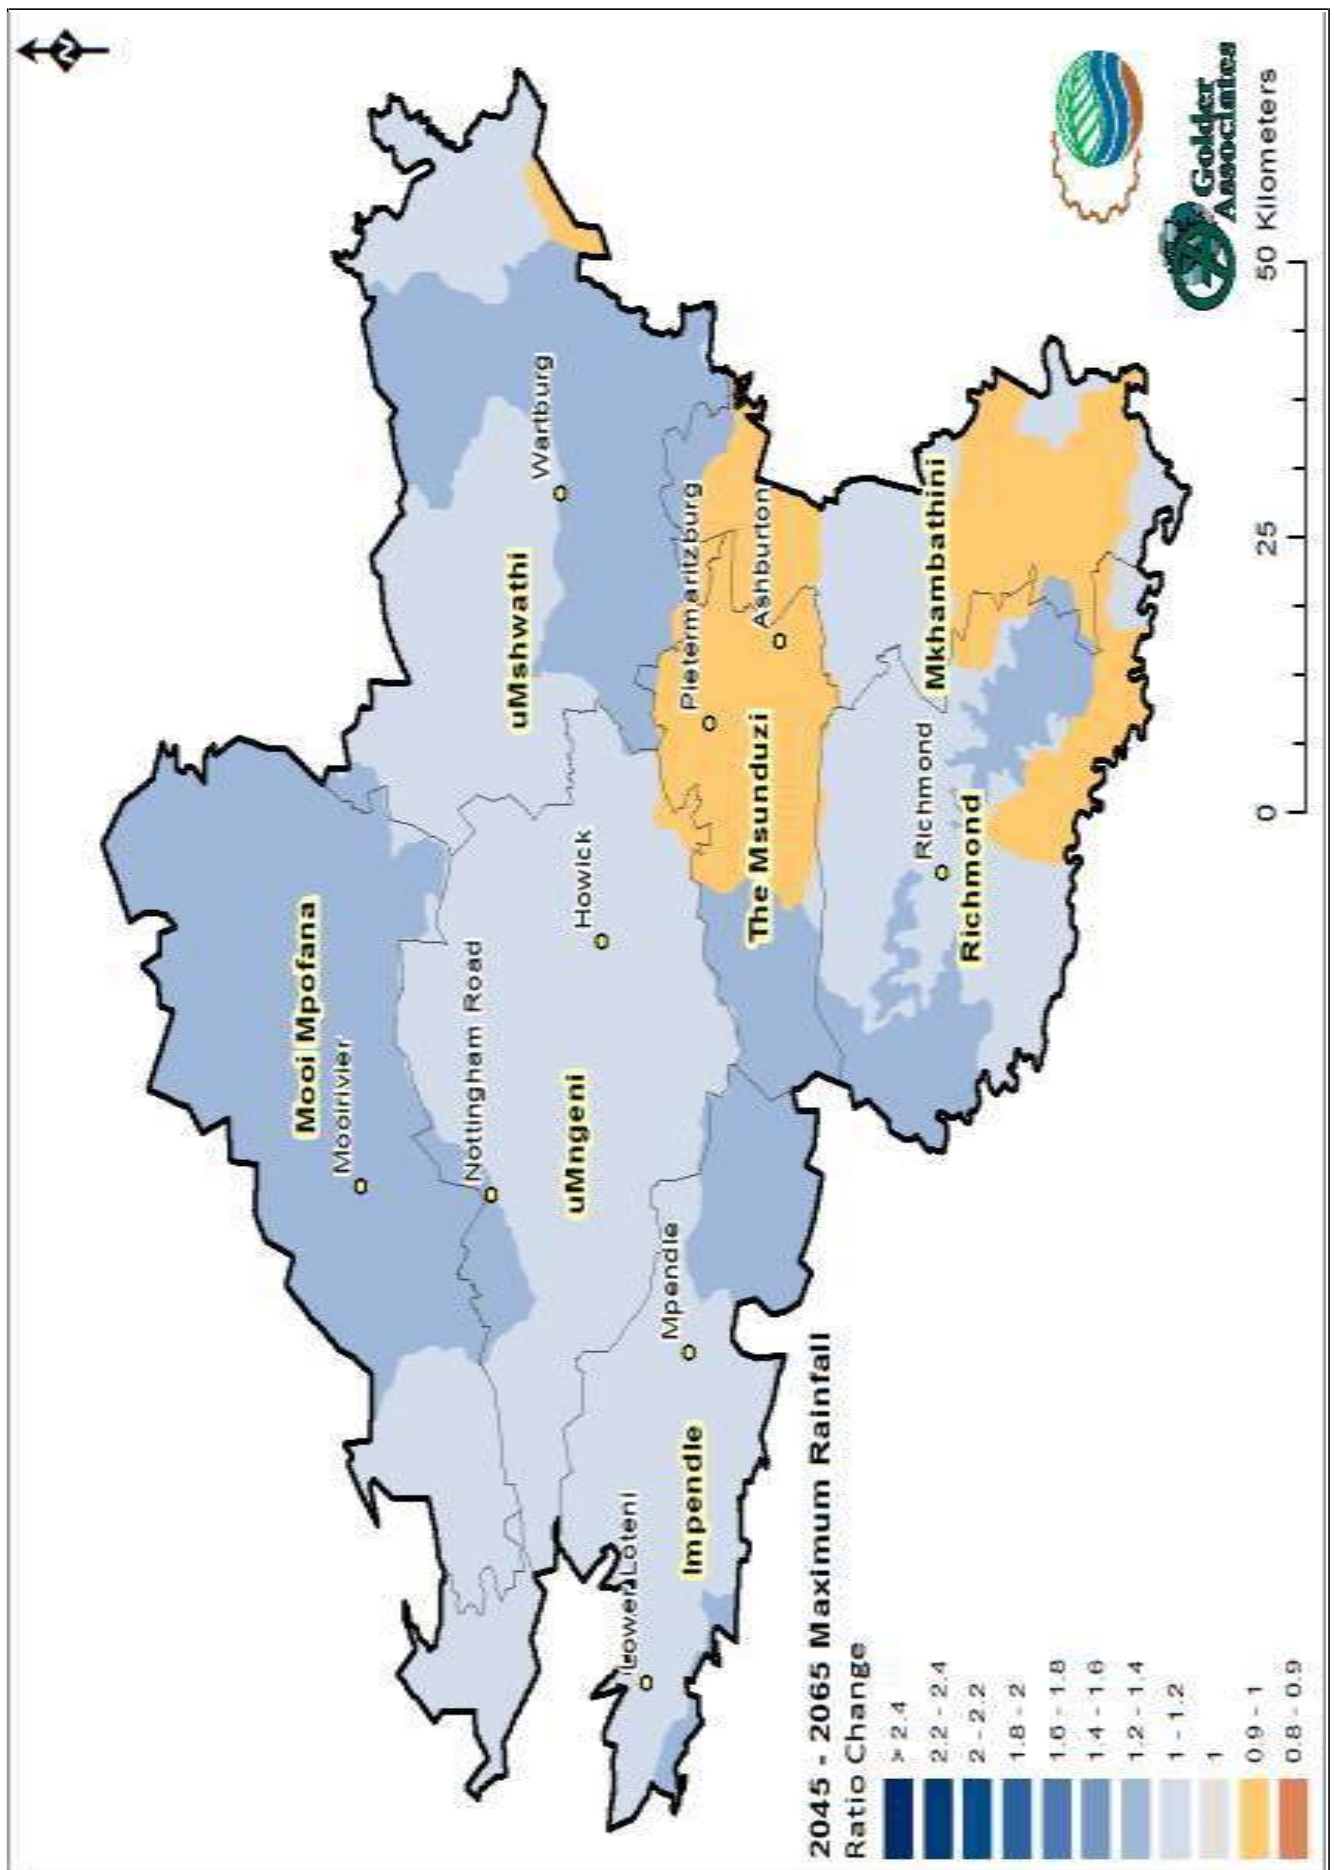 N
Mooi Mpofana
Mooirivier
Nottingham Road
Howick
uMngeni
uMshwathi
Wartburg
Pietermaritzburg
Ashburton
The Msunduzi
Mkhambathini
Richmond
Richmond
Mpendle
Impendle
Lower Loteni
2045 - 2065 Maximum Rainfall
Ratio Change
> 2.4
2.2 - 2.4
2 - 2.2
1.8 - 2
1.6 - 1.8
1.4 - 1.6
1.2 - 1.4
1 - 1.2
1
0.9 - 1
0.8 - 0.9
0 25 50 Kilometers
Golder
Associates